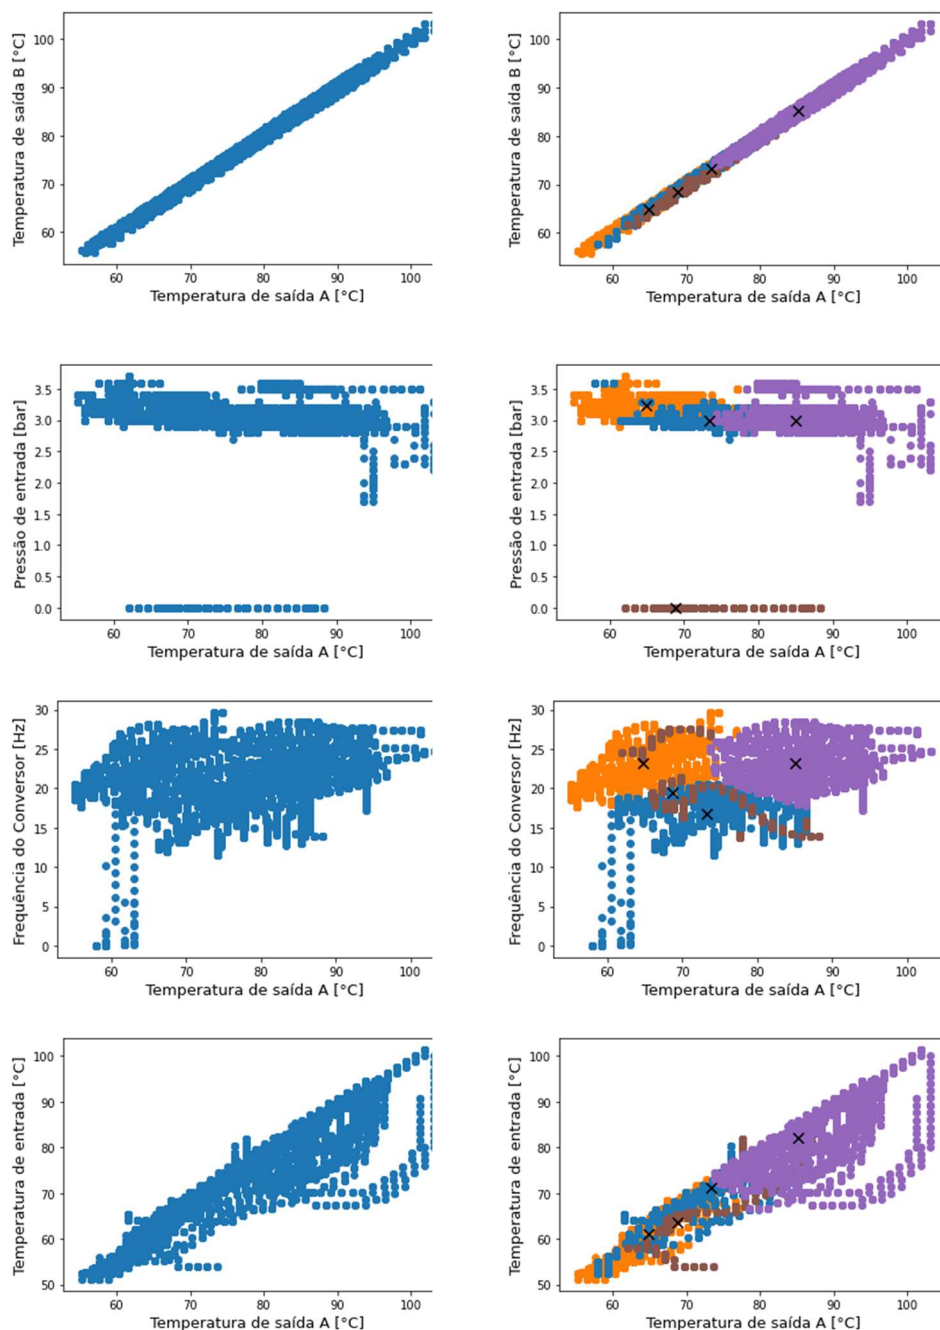 Temperatura de saída B [°C]
100
90
80
70
60
60 70 80 90 100
Temperatura de saída A [°C]
Temperatura de saída B [°C]
100
90
80
70
60
60 70 80 90 100
Temperatura de saída A [°C]
Pressão de entrada [bar]
3.5
3.0
2.5
2.0
1.5
1.0
0.5
0.0
60 70 80 90 100
Temperatura de saída A [°C]
Pressão de entrada [bar]
3.5
3.0
2.5
2.0
1.5
1.0
0.5
0.0
60 70 80 90 100
Temperatura de saída A [°C]
Frequência do Conversor [Hz]
30
25
20
15
10
5
0
60 70 80 90 100
Temperatura de saída A [°C]
Frequência do Conversor [Hz]
30
25
20
15
10
5
0
60 70 80 90 100
Temperatura de saída A [°C]
Temperatura de entrada [°C]
100
90
80
70
60
50
60 70 80 90 100
Temperatura de saída A [°C]
Temperatura de entrada [°C]
100
90
80
70
60
50
60 70 80 90 100
Temperatura de saída A [°C]